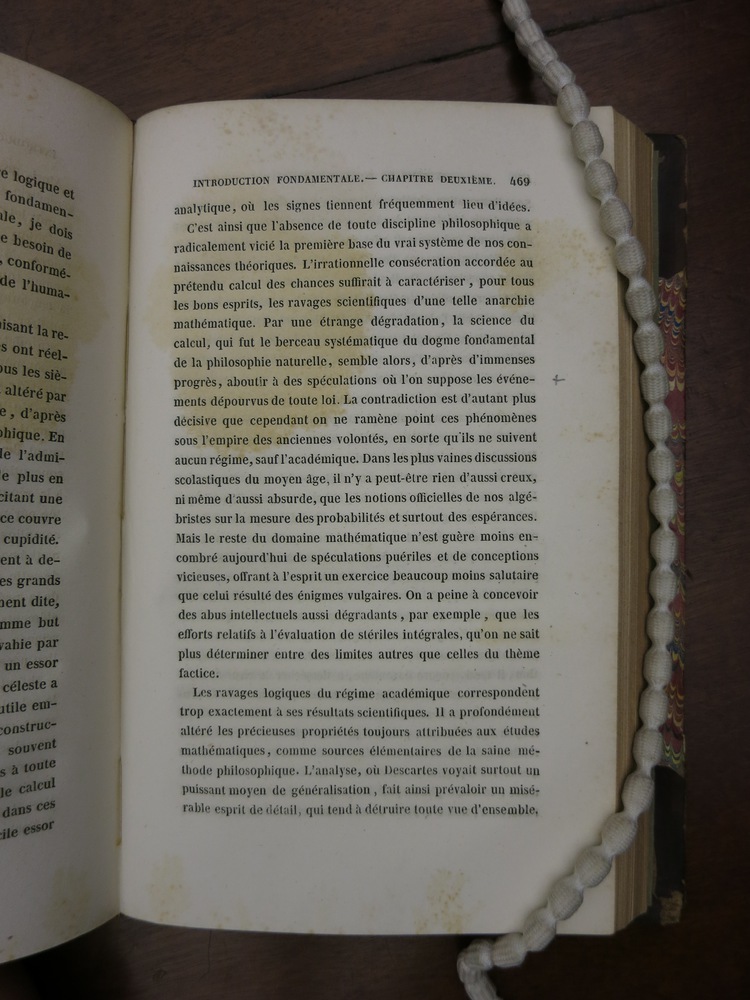 e logique et
fondamen-
ale, je dois
e besoin de
, conformé-
de l'huma-
isant la re-
s ont réel-
ous les siè-
altéré par
e, d'après
phique. En
le l'admi-
le plus en
citant une
ce couvre
cupidité.
ent à de-
es grands
ment dite,
mme but
vahie par
un essor
céleste a
utile em-
construc-
souvent
s à toute
le calcul
dans ces
cile essor
INTRODUCTION FONDAMENTALE.— CHAPITRE DEUXIÈME. 469
analytique, où les signes tiennent fréquemment lieu d'idées.
C'est ainsi que l'absence de toute discipline philosophique a
radicalement vicié la première base du vrai système de nos con-
naissances théoriques. L'irrationnelle consécration accordée au
prétendu calcul des chances suffirait à caractériser, pour tous
les bons esprits, les ravages scientifiques d'une telle anarchie
mathématique. Par une étrange dégradation, la science du
calcul, qui fut le berceau systématique du dogme fondamental
de la philosophie naturelle, semble alors, d'après d'immenses
progrès, aboutir à des spéculations où l'on suppose les événe-
ments dépourvus de toute loi. La contradiction est d'autant plus
décisive que cependant on ne ramène point ces phénomènes
sous l'empire des anciennes volontés, en sorte qu'ils ne suivent
aucun régime, sauf l'académique. Dans les plus vaines discussions
scolastiques du moyen âge, il n'y a peut-être rien d'aussi creux,
ni même d'aussi absurde, que les notions officielles de nos algé-
bristes sur la mesure des probabilités et surtout des espérances.
Mais le reste du domaine mathématique n'est guère moins en-
combré aujourd'hui de spéculations puériles et de conceptions
vicieuses, offrant à l'esprit un exercice beaucoup moins salutaire
que celui résulté des énigmes vulgaires. On a peine à concevoir
des abus intellectuels aussi dégradants, par exemple, que les
efforts relatifs à l'évaluation de stériles intégrales, qu'on ne sait
plus déterminer entre des limites autres que celles du thème
factice.
Les ravages logiques du régime académique correspondent
trop exactement à ses résultats scientifiques. Il a profondément
altéré les précieuses propriétés toujours attribuées aux études
mathématiques, comme sources élémentaires de la saine mé-
thode philosophique. L'analyse, où Descartes voyait surtout un
puissant moyen de généralisation, fait ainsi prévaloir un misé-
rable esprit de détail, qui tend à détruire toute vue d'ensemble,